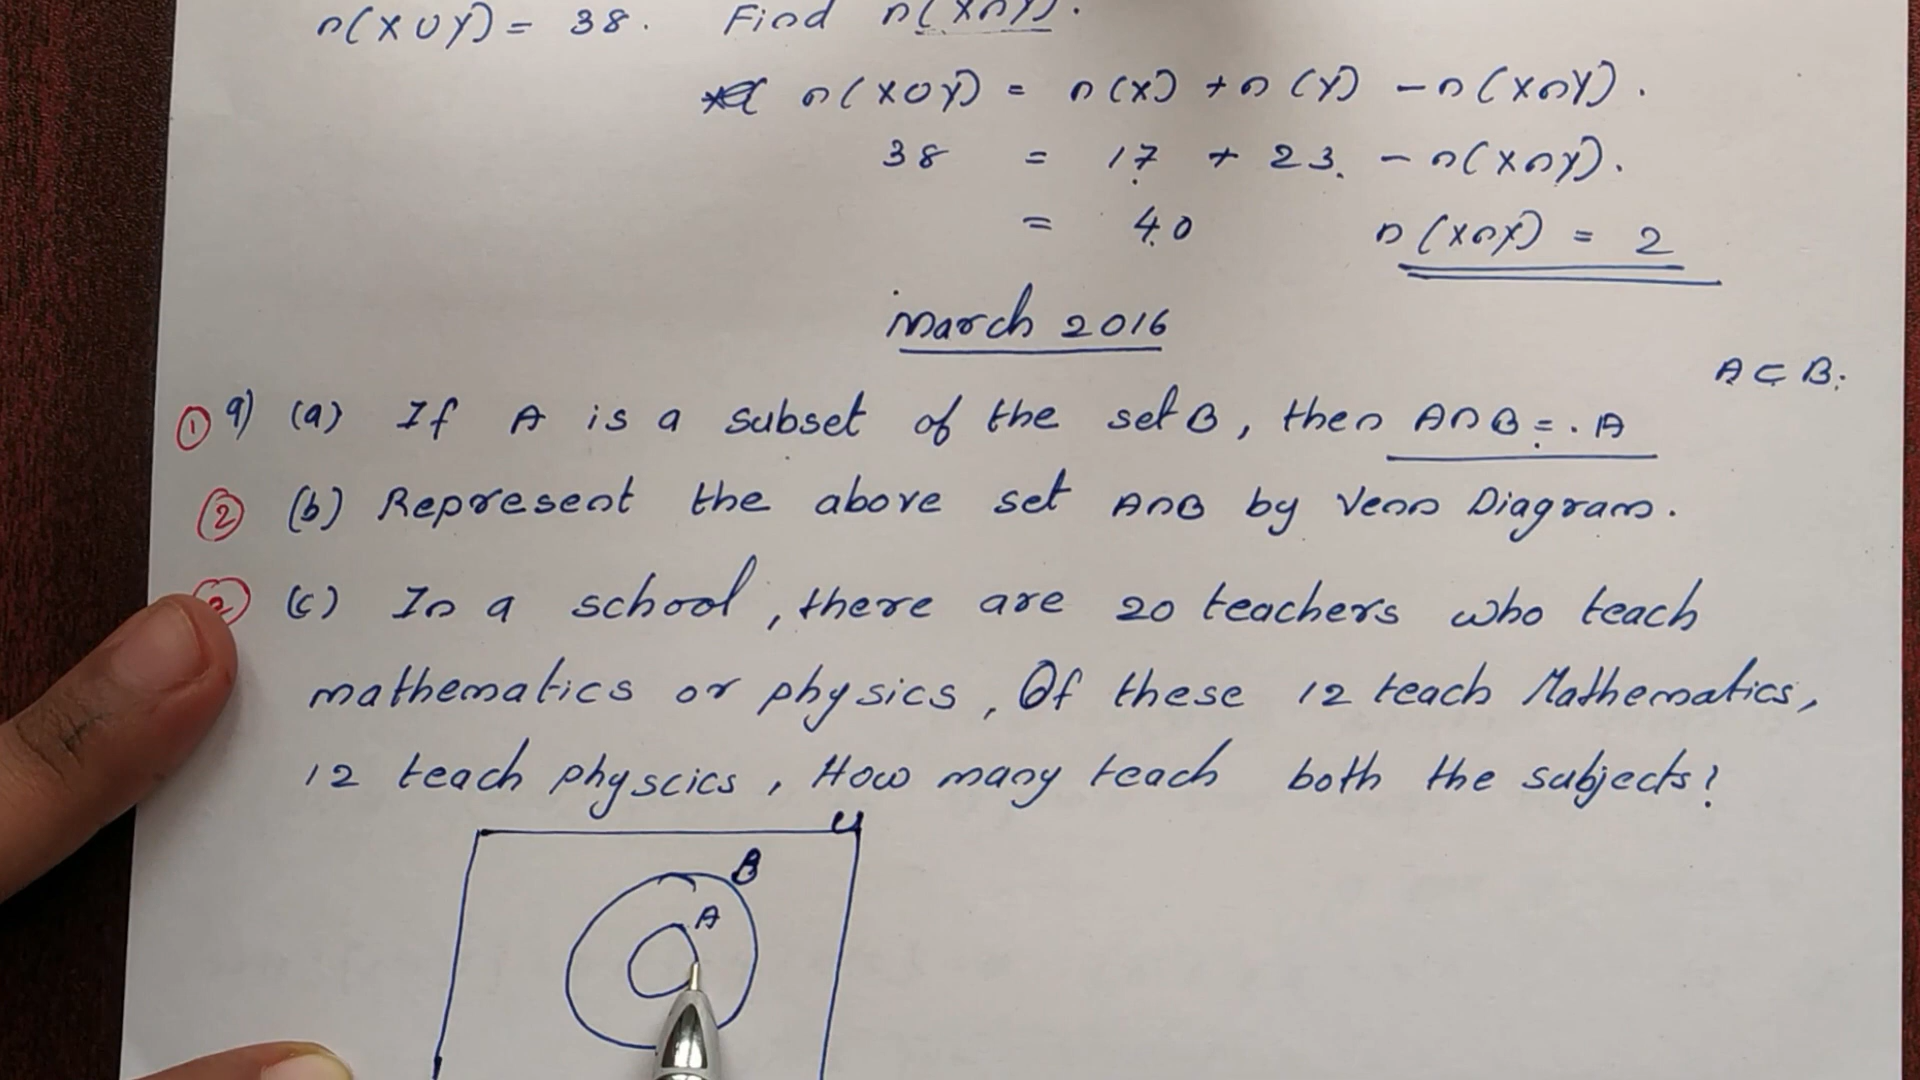 n(X∪Y) = 38. Find n(X∩Y).
n(X∪Y) = n(X) + n(Y) - n(X∩Y).
38 = 17 + 23. - n(X∩Y).
= 40 n(X∩Y) = 2
March 2016
A⊂B.
① 9) (a) If A is a subset of the set B, then A∩B = . A
② (b) Represent the above set A∩B by Venn Diagram.
② (c) In a school, there are 20 teachers who teach
mathematics or physics, Of these 12 teach Mathematics,
12 teach physcics, How many teach both the subjects?
U
B
A